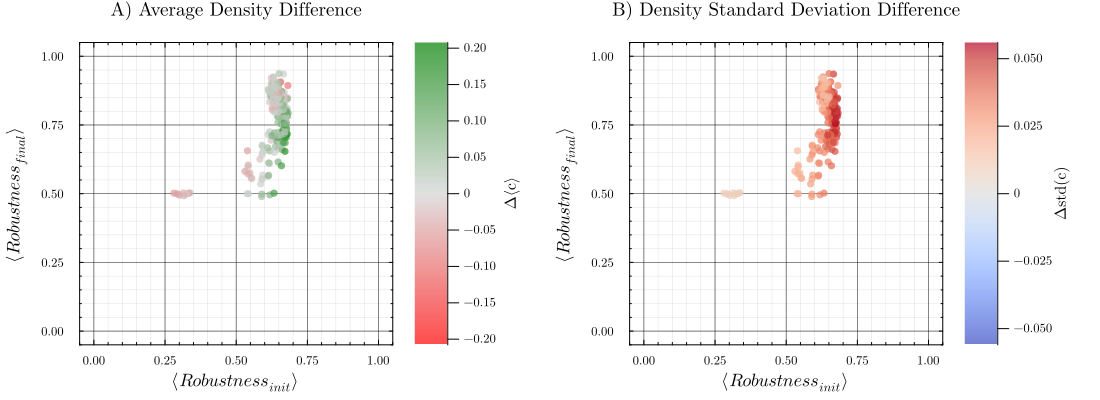 A) Average Density Difference
⟨Robustness_final⟩
1.00
0.75
0.50
0.25
0.00
0.00 0.25 0.50 0.75 1.00
⟨Robustness_init⟩
0.20
0.15
0.10
0.05
0
−0.05
−0.10
−0.15
−0.20
Δ⟨c⟩
B) Density Standard Deviation Difference
⟨Robustness_final⟩
1.00
0.75
0.50
0.25
0.00
0.00 0.25 0.50 0.75 1.00
⟨Robustness_init⟩
0.050
0.025
0
−0.025
−0.050
Δstd(c)